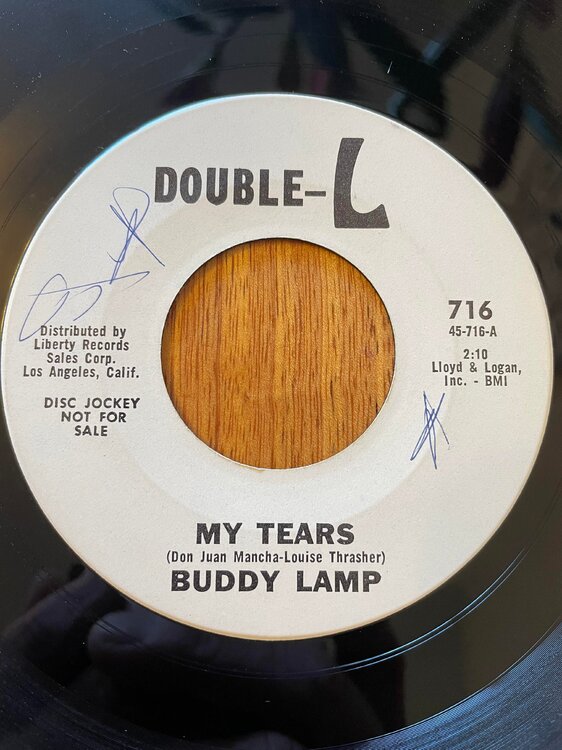 DOUBLE-L
716
45-716-A
2:10
Lloyd & Logan,
Inc. - BMI
Distributed by
Liberty Records
Sales Corp.
Los Angeles, Calif.
DISC JOCKEY
NOT FOR
SALE
MY TEARS
(Don Juan Mancha-Louise Thrasher)
BUDDY LAMP